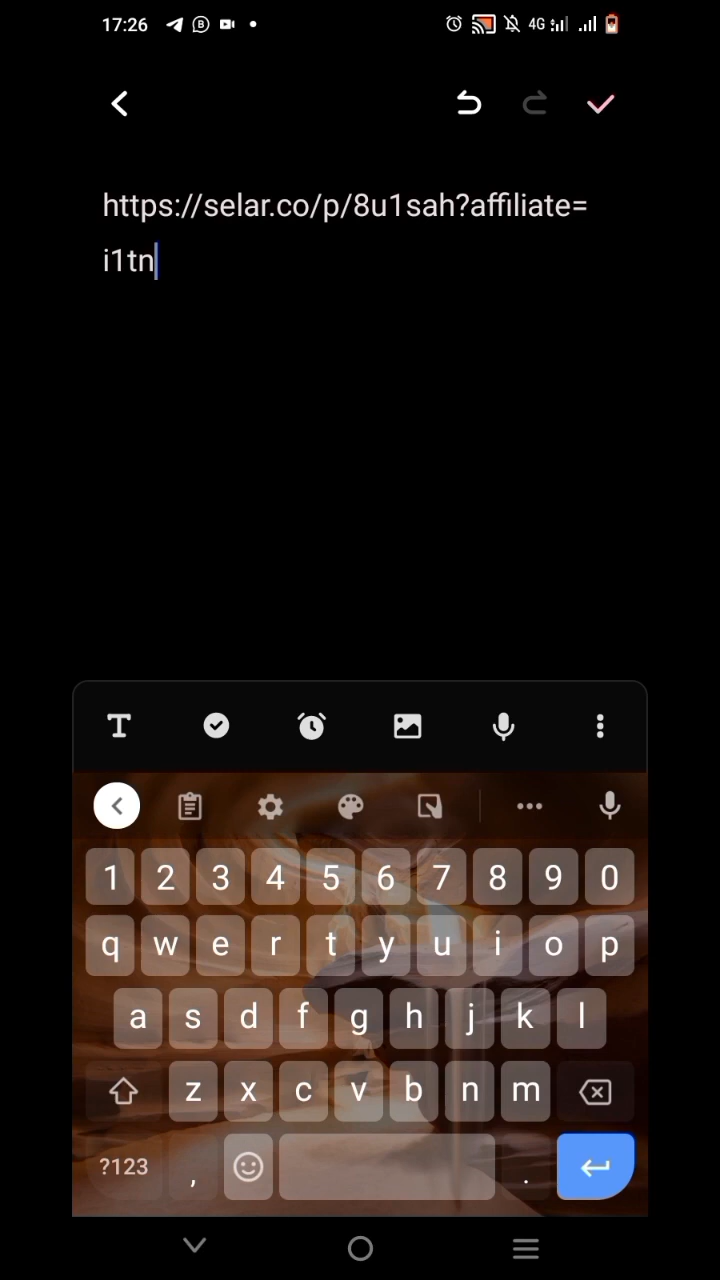 17:26 4G
https://selar.co/p/8u1sah?affiliate=
i1tn
1 2 3 4 5 6 7 8 9 0
q w e r t y u i o p
a s d f g h j k l
z x c v b n m
?123 , .